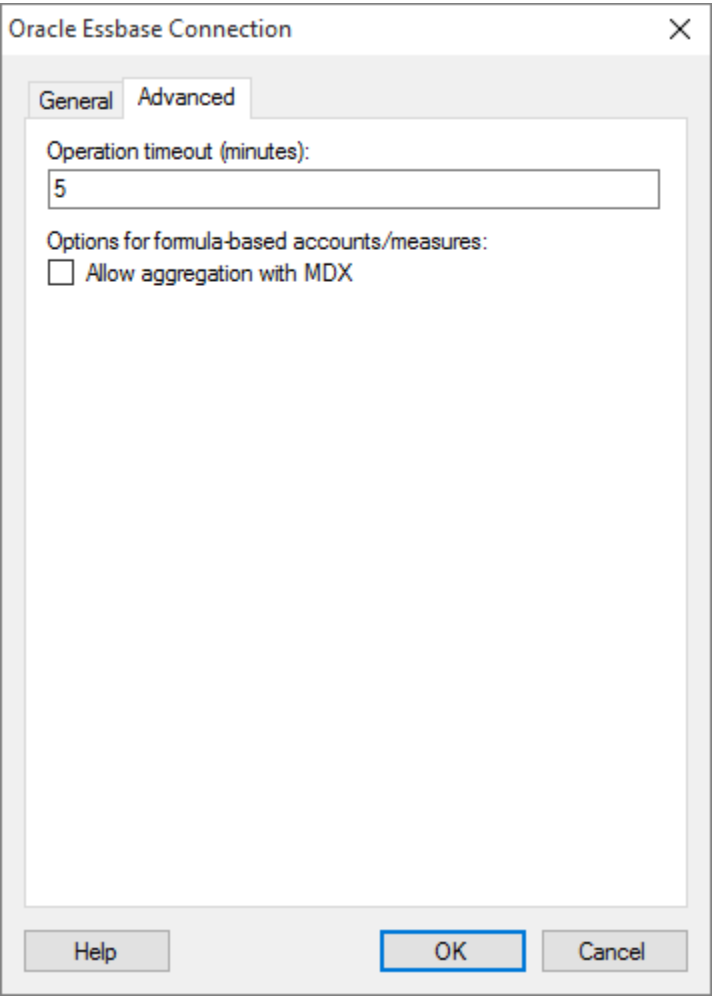 Oracle Essbase Connection
General
Advanced
Operation timeout (minutes):
5
Options for formula-based accounts/measures:
Allow aggregation with MDX
Help
OK
Cancel